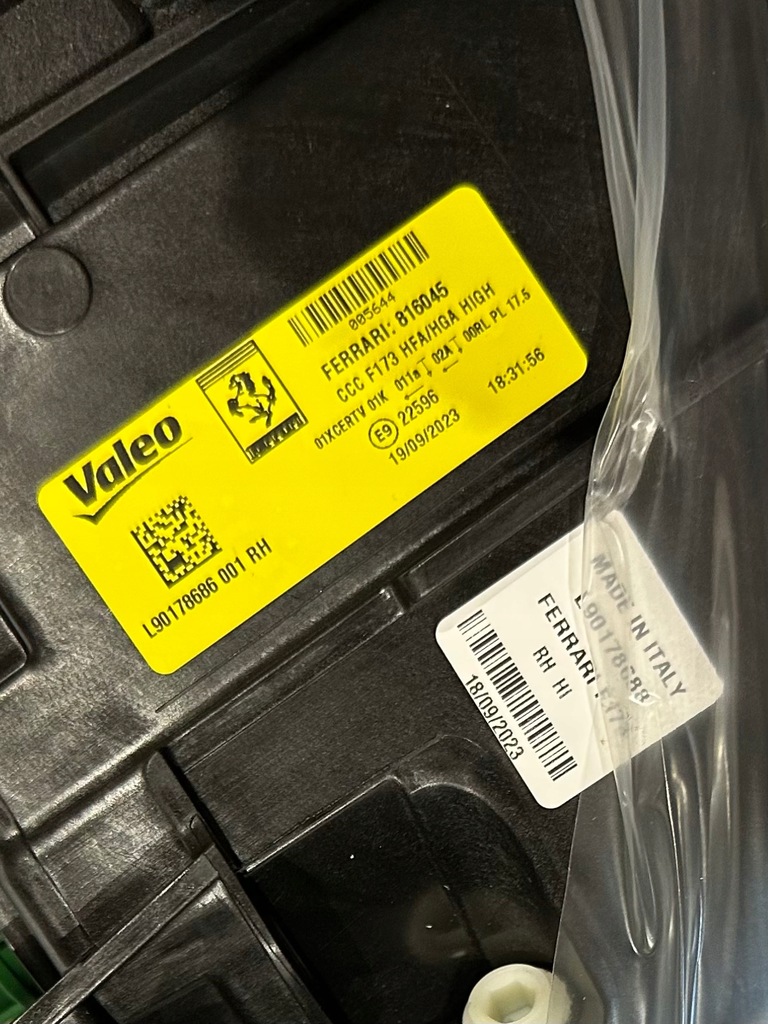 Valeo
005644
FERRARI: 816045
CCC F173 HFA/HGA HIGH
01XCERTV 01K 011a 02A 00RL PL 17.5
E9 22596
19/09/2023 18:31:56
L90178686 001 RH
MADE IN ITALY
FERRARI
RH HI
18/09/2023